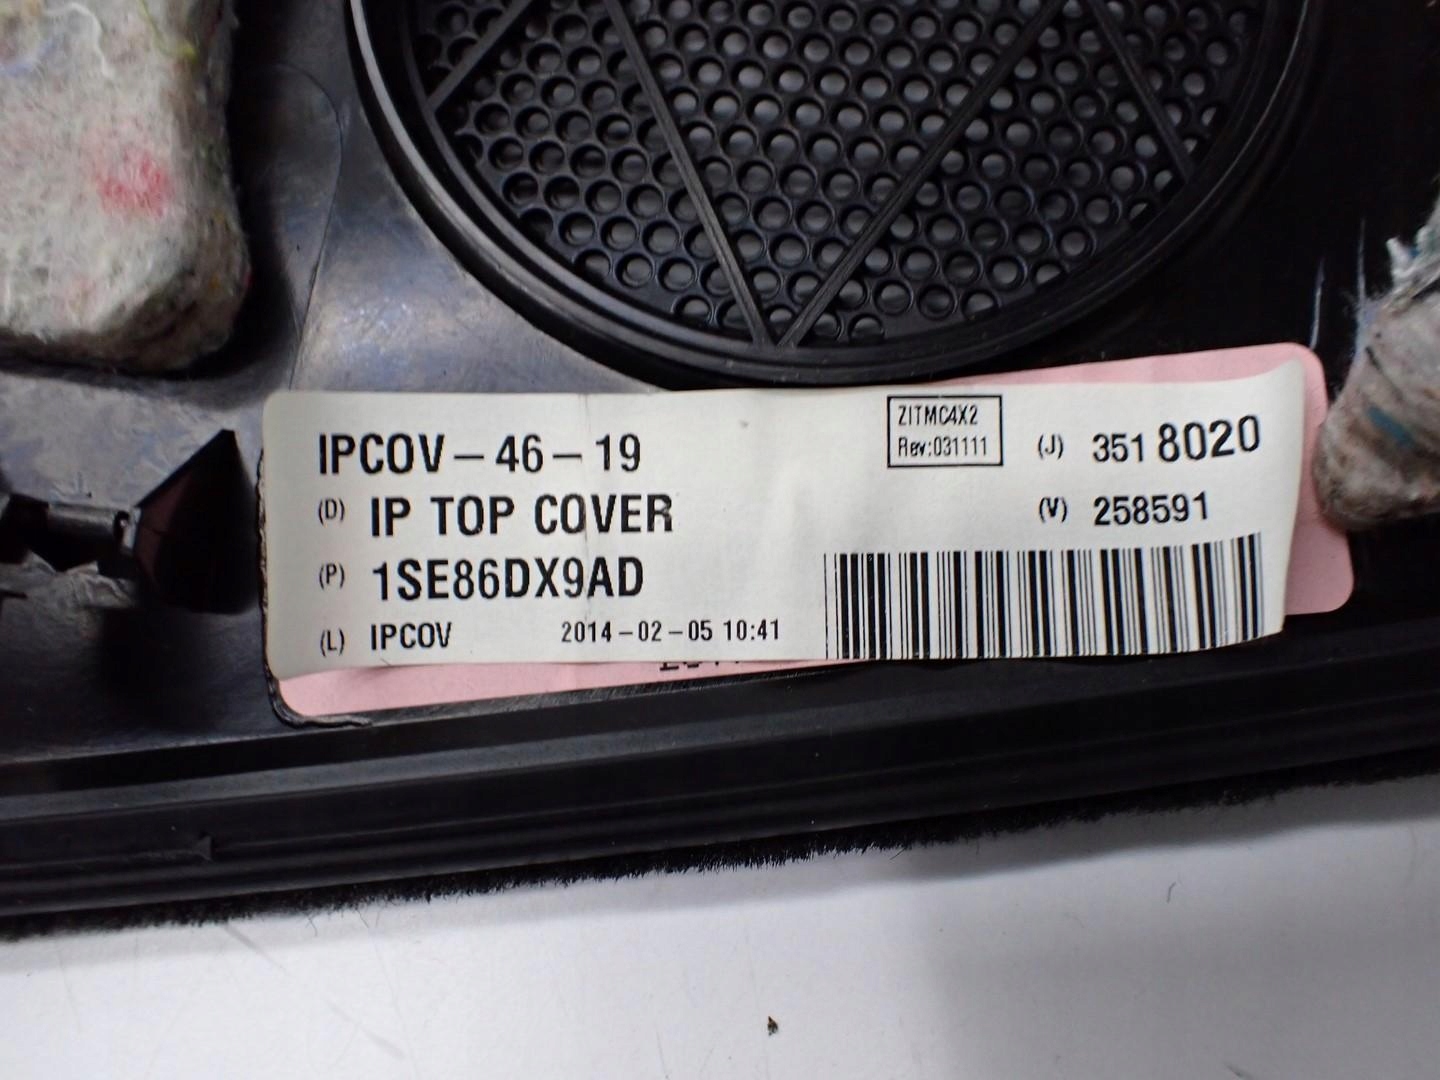 IPCOV-46-19
(D) IP TOP COVER
(P) 1SE86DX9AD
(L) IPCOV 2014-02-05 10:41
ZITMC4X2
Rev:031111
(J) 3518020
(V) 258591